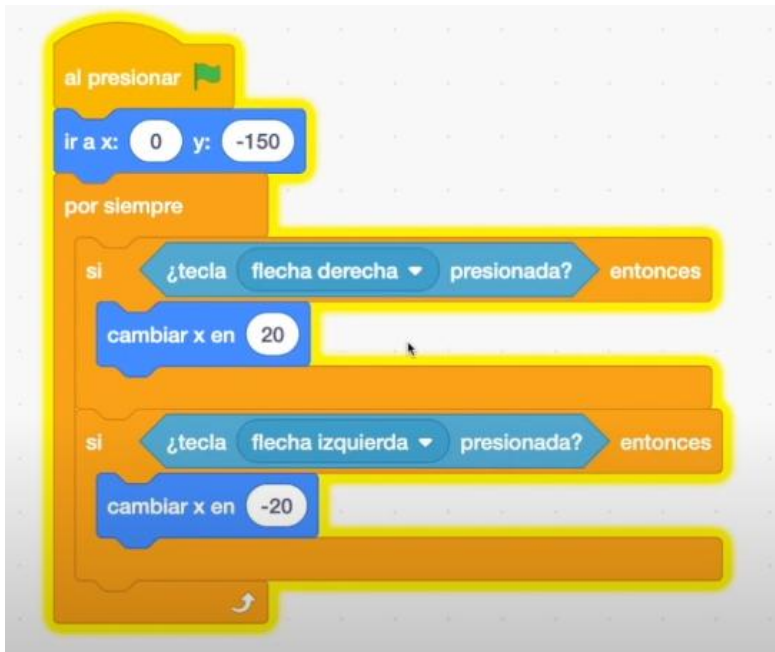 al presionar
ir a x: 0 y: -150
por siempre
si ¿tecla flecha derecha presionada? entonces
cambiar x en 20
si ¿tecla flecha izquierda presionada? entonces
cambiar x en -20